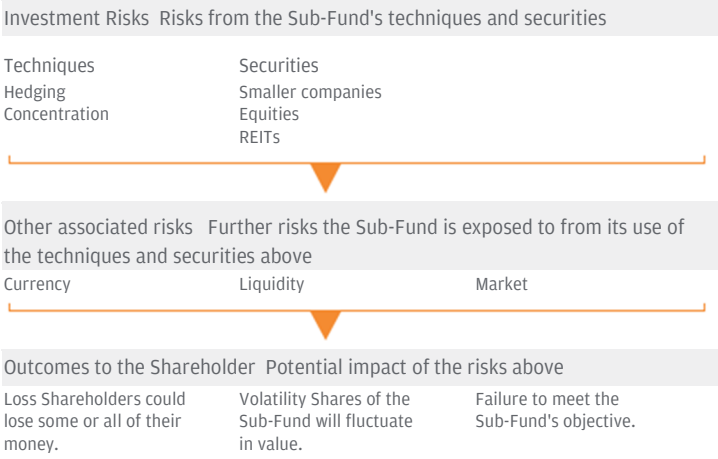 Investment Risks Risks from the Sub-Fund's techniques and securities
Techniques
Hedging
Concentration
Securities
Smaller companies
Equities
REITs
Other associated risks Further risks the Sub-Fund is exposed to from its use of
the techniques and securities above
Currency
Liquidity
Market
Outcomes to the Shareholder Potential impact of the risks above
Loss Shareholders could
lose some or all of their
money.
Volatility Shares of the
Sub-Fund will fluctuate
in value.
Failure to meet the
Sub-Fund's objective.